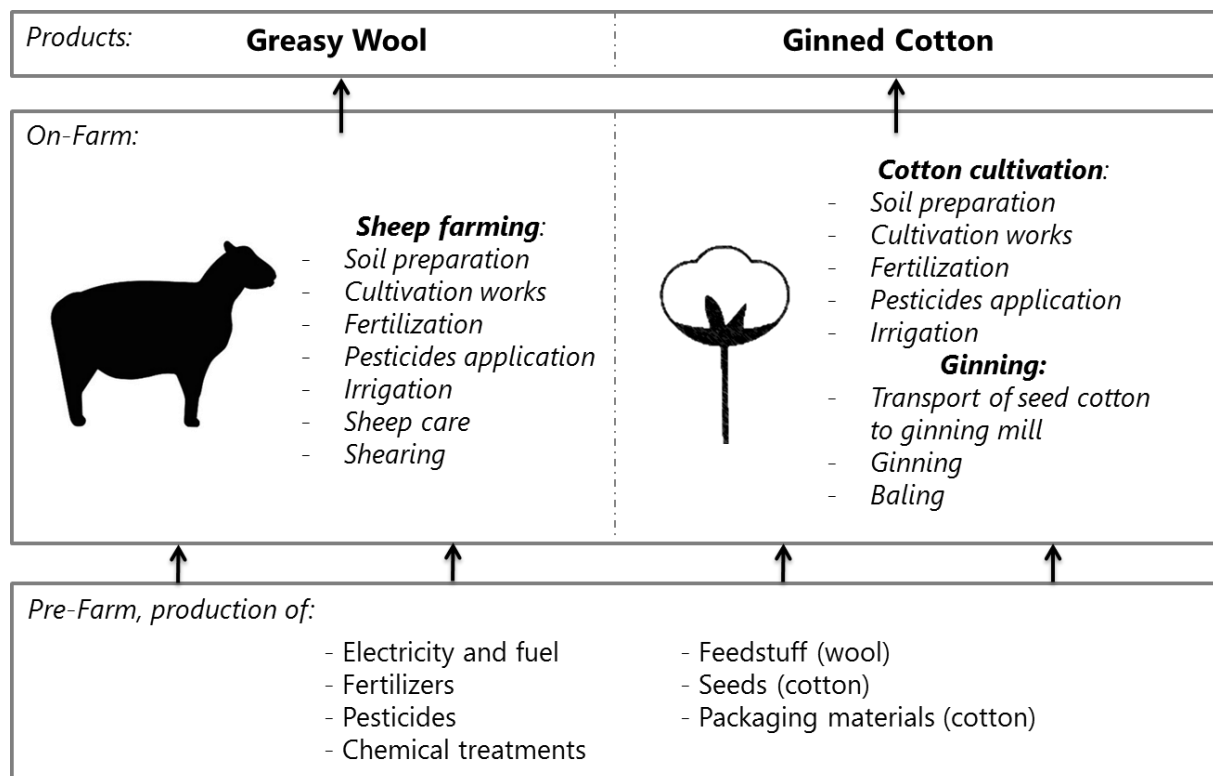 Products: Greasy Wool Ginned Cotton
On-Farm:
Sheep farming:
- Soil preparation
- Cultivation works
- Fertilization
- Pesticides application
- Irrigation
- Sheep care
- Shearing
Cotton cultivation:
- Soil preparation
- Cultivation works
- Fertilization
- Pesticides application
- Irrigation
Ginning:
- Transport of seed cotton
to ginning mill
- Ginning
- Baling
Pre-Farm, production of:
- Electricity and fuel
- Fertilizers
- Pesticides
- Chemical treatments
- Feedstuff (wool)
- Seeds (cotton)
- Packaging materials (cotton)